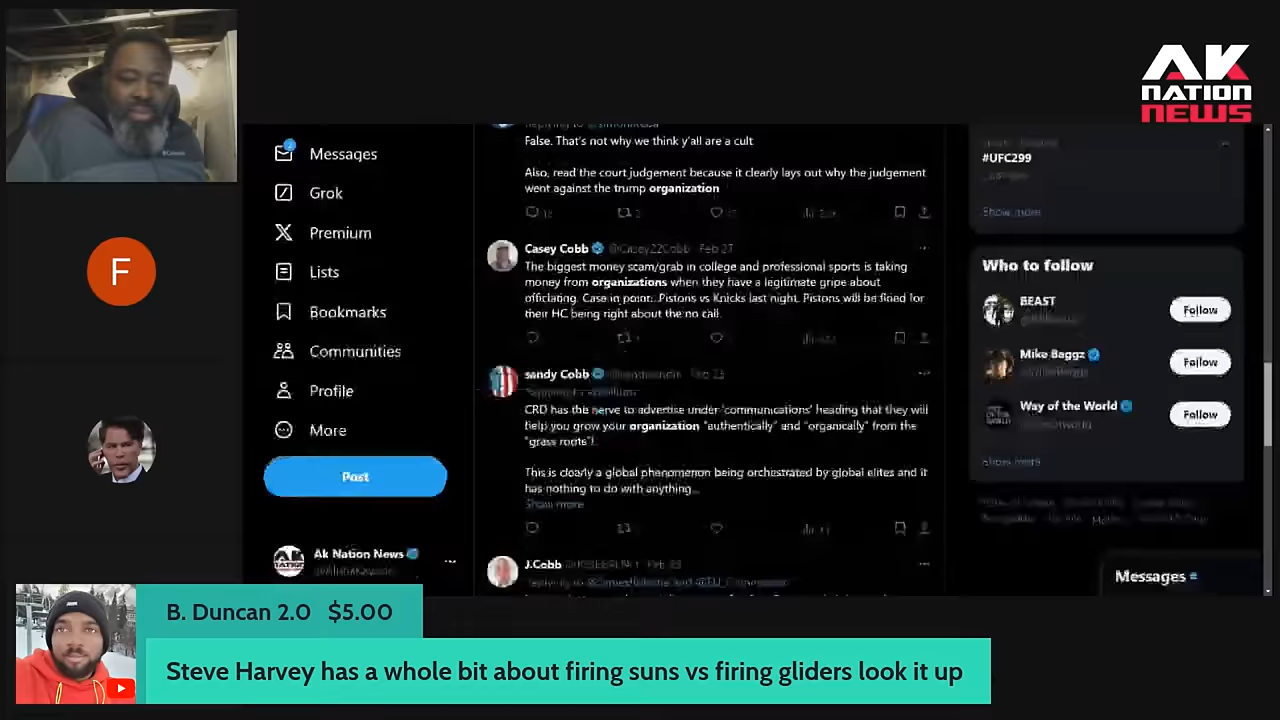 AK
NATION
NEWS
Messages
Grok
Premium
Lists
Bookmarks
Communities
Profile
More
Post
Ak Nation News
F
False. That's not why we think y'all are a cult
Also, read the court judgement because it clearly lays out why the judgement
went against the trump organization
Casey Cobb @Casey22Cobb Feb 27
The biggest money scam/grab in college and professional sports is taking
money from organizations when they have a legitimate gripe about
officiating. Case in point... Pistons vs Knicks last night. Pistons will be fined for
their HC being right about the no call.
sandy Cobb
CRD has the nerve to advertise under 'communications' heading that they will
help you grow your organization "authentically" and "organically" from the
"grass roots"!
This is clearly a global phenomenon being orchestrated by global elites and it
has nothing to do with anything
Show more
J.Cobb
#UFC299
Show more
Who to follow
BEAST
Follow
Mike Baggz
Follow
Way of the World
Follow
Show more
Messages
B. Duncan 2.0 $5.00
Steve Harvey has a whole bit about firing suns vs firing gliders look it up